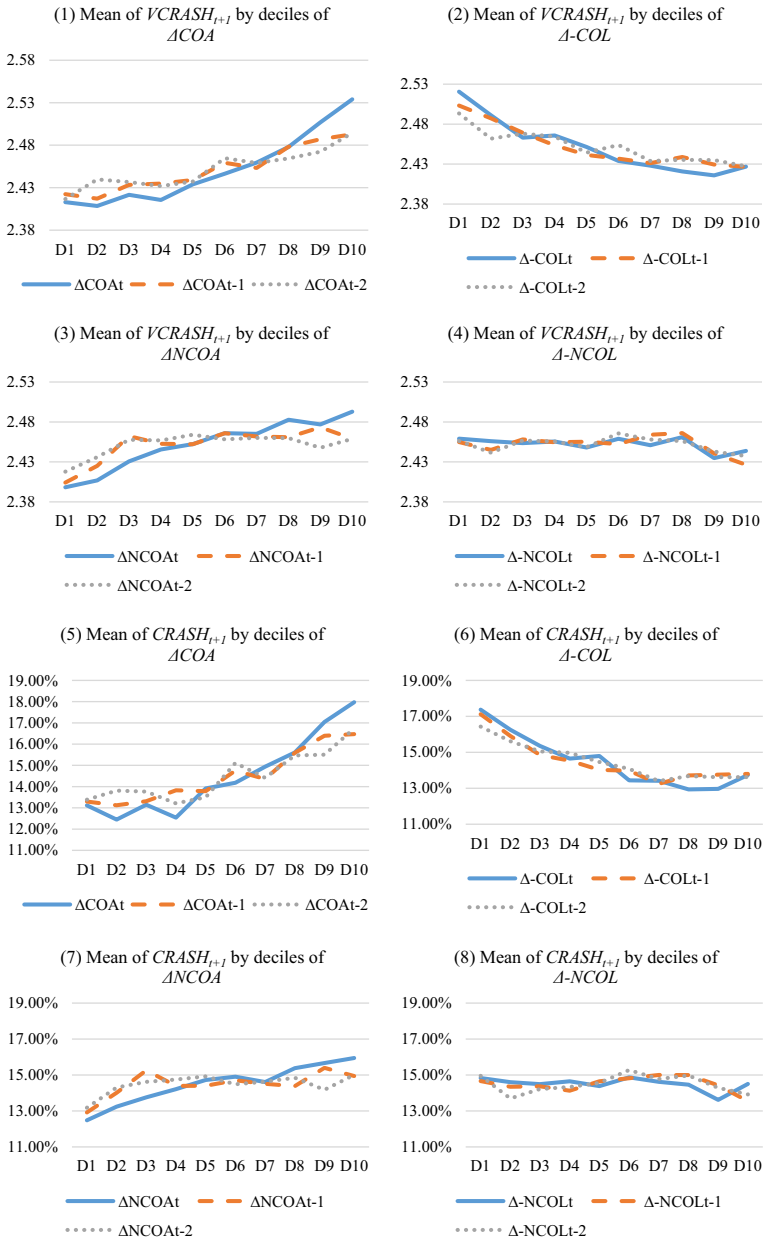 (1) Mean of VCRASHt+1 by deciles of
ΔCOA
2.58
2.53
2.48
2.43
2.38
D1 D2 D3 D4 D5 D6 D7 D8 D9 D10
ΔCOAt ΔCOAt-1 ΔCOAt-2
(2) Mean of VCRASHt+1 by deciles of
Δ-COL
2.53
2.48
2.43
2.38
D1 D2 D3 D4 D5 D6 D7 D8 D9 D10
Δ-COLt Δ-COLt-1
Δ-COLt-2
(3) Mean of VCRASHt+1 by deciles of
ΔNCOA
2.53
2.48
2.43
2.38
D1 D2 D3 D4 D5 D6 D7 D8 D9 D10
ΔNCOAt ΔNCOAt-1
ΔNCOAt-2
(4) Mean of VCRASHt+1 by deciles of
Δ-NCOL
2.53
2.48
2.43
2.38
D1 D2 D3 D4 D5 D6 D7 D8 D9 D10
Δ-NCOLt Δ-NCOLt-1
Δ-NCOLt-2
(5) Mean of CRASHt+1 by deciles of
ΔCOA
19.00%
18.00%
17.00%
16.00%
15.00%
14.00%
13.00%
12.00%
11.00%
D1 D2 D3 D4 D5 D6 D7 D8 D9 D10
ΔCOAt ΔCOAt-1 ΔCOAt-2
(6) Mean of CRASHt+1 by deciles of
Δ-COL
19.00%
17.00%
15.00%
13.00%
11.00%
D1 D2 D3 D4 D5 D6 D7 D8 D9 D10
Δ-COLt Δ-COLt-1
Δ-COLt-2
(7) Mean of CRASHt+1 by deciles of
ΔNCOA
19.00%
17.00%
15.00%
13.00%
11.00%
D1 D2 D3 D4 D5 D6 D7 D8 D9 D10
ΔNCOAt ΔNCOAt-1
ΔNCOAt-2
(8) Mean of CRASHt+1 by deciles of
Δ-NCOL
19.00%
17.00%
15.00%
13.00%
11.00%
D1 D2 D3 D4 D5 D6 D7 D8 D9 D10
Δ-NCOLt Δ-NCOLt-1
Δ-NCOLt-2